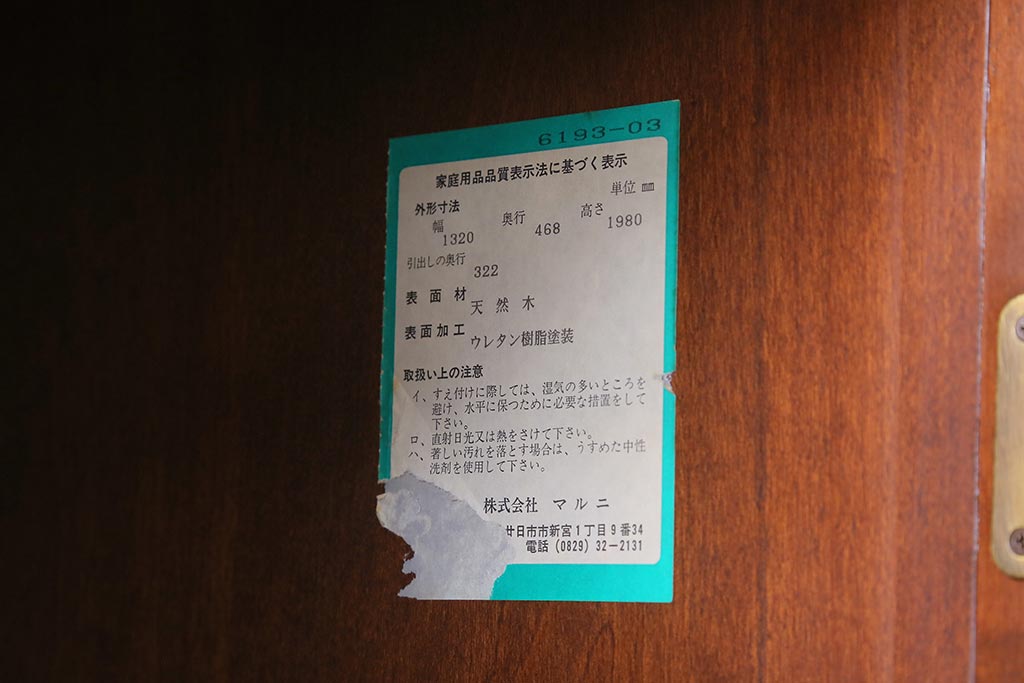 6193-03
家庭用品品質表示法に基づく表示
単位 ㎜
外形寸法
幅 1320 奥行 468 高さ 1980
引出しの奥行 322
表面材 天然木
表面加工 ウレタン樹脂塗装
取扱い上の注意
イ、すえ付けに際しては、湿気の多いところを
避け、水平に保つために必要な措置をして
下さい。
ロ、直射日光又は熱をさけて下さい。
ハ、著しい汚れを落とす場合は、うすめた中性
洗剤を使用して下さい。
株式会社 マルニ
廿日市市新宮1丁目9番34
電話 (0829) 32-2131